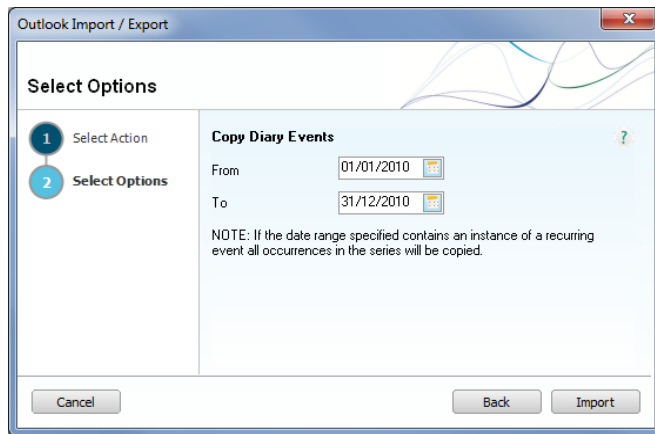 Outlook Import / Export
Select Options
1 Select Action
2 Select Options
Copy Diary Events
?
From 01/01/2010
To 31/12/2010
NOTE: If the date range specified contains an instance of a recurring
event all occurrences in the series will be copied.
Cancel Back Import